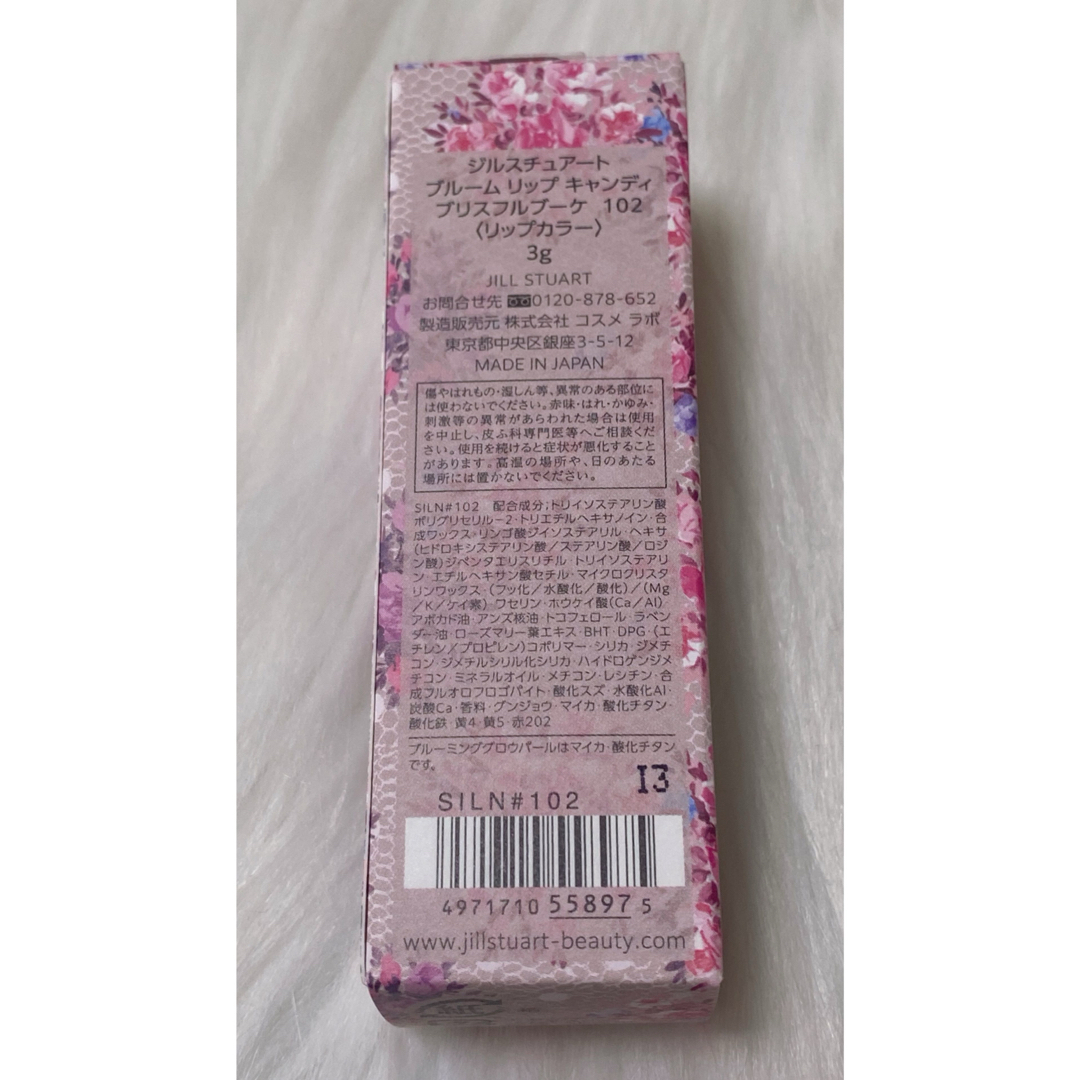 ジルスチュアート
ブルーム リップ キャンディ
ブリスフルブーケ 102
〈リップカラー〉
3g
JILL STUART
お問合せ先 0120-878-652
製造販売元 株式会社 コスメ ラボ
東京都中央区銀座3-5-12
MADE IN JAPAN
傷やはれもの・湿しん等、異常のある部位に
は使わないでください。赤味・はれ・かゆみ・
刺激等の異常があらわれた場合は使用
を中止し、皮ふ科専門医等へご相談くだ
さい。使用を続けると症状が悪化すること
があります。高温の場所や、日のあたる
場所には置かないでください。
SILN#102 配合成分:トリイソステアリン酸
ポリグリセリル-2・トリエチルヘキサノイン・合
成ワックス・リンゴ酸ジイソステアリル・ヘキサ
(ヒドロキシステアリン酸/ステアリン酸/ロジ
ン酸)ジペンタエリスリチル・トリイソステアリ
ン・エチルヘキサン酸セチル・マイクロクリスタ
リンワックス・(フッ化/水酸化/酸化)/(Mg
/K/ケイ素)・ワセリン・ホウケイ酸(Ca/Al)・
アボカド油・アンズ核油・トコフェロール・ラベン
ダー油・ローズマリー葉エキス・BHT・DPG・(エ
チレン/プロピレン)コポリマー・シリカ・ジメチ
コン・ジメチルシリル化シリカ・ハイドロゲンジメ
チコン・ミネラルオイル・メチコン・レシチン・合
成フルオロフロゴパイト・酸化スズ・水酸化Al・
炭酸Ca・香料・グンジョウ・マイカ・酸化チタン・
酸化鉄・黄4・黄5・赤202
ブルーミンググロウパールはマイカ・酸化チタン
です。
I3
SILN#102
4971710 55897 5
www.jillstuart-beauty.com